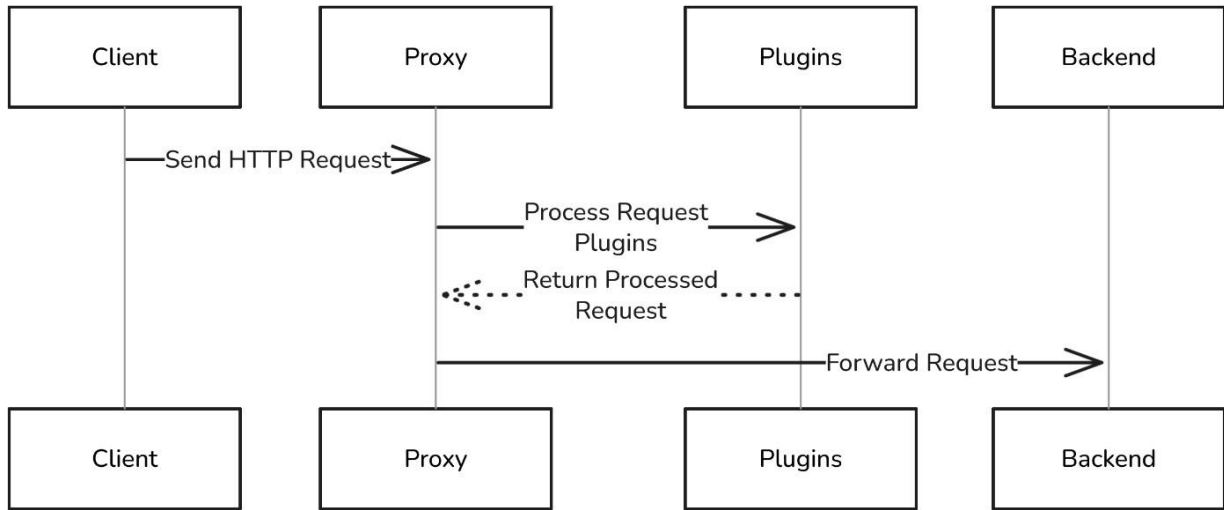 Client
Proxy
Plugins
Backend
Send HTTP Request
Process Request
Plugins
Return Processed
Request
Forward Request
Client
Proxy
Plugins
Backend